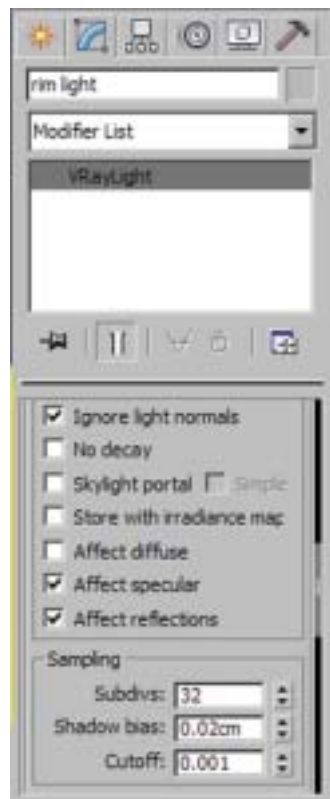 rim light
Modifier List
VRayLight
Ignore light normals
No decay
Skylight portal Simple
Store with irradiance map
Affect diffuse
Affect specular
Affect reflections
Sampling
Subdivs: 32
Shadow bias: 0.02cm
Cutoff: 0.001